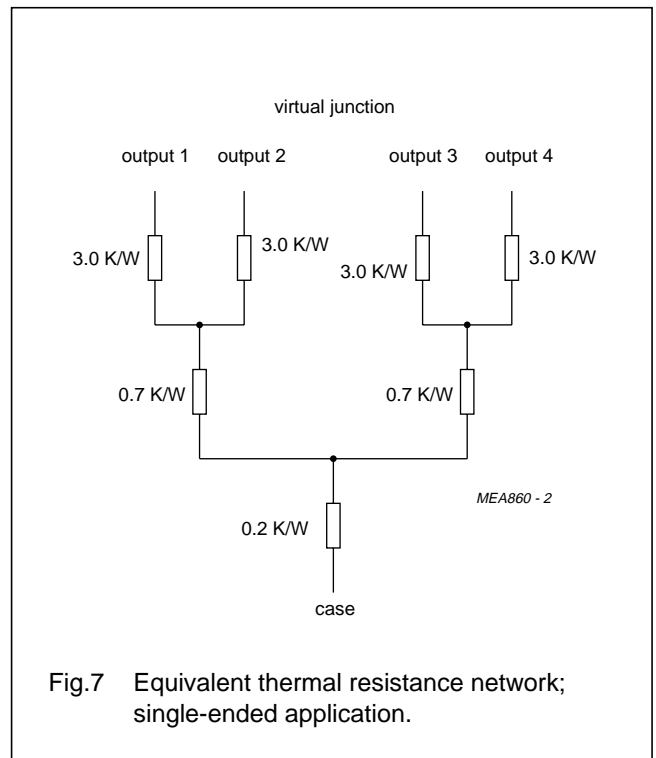 virtual junction
output 1 output 2 output 3 output 4
3.0 K/W 3.0 K/W 3.0 K/W 3.0 K/W
0.7 K/W 0.7 K/W
MEA860 - 2
0.2 K/W
case
Fig.7 Equivalent thermal resistance network;
single-ended application.